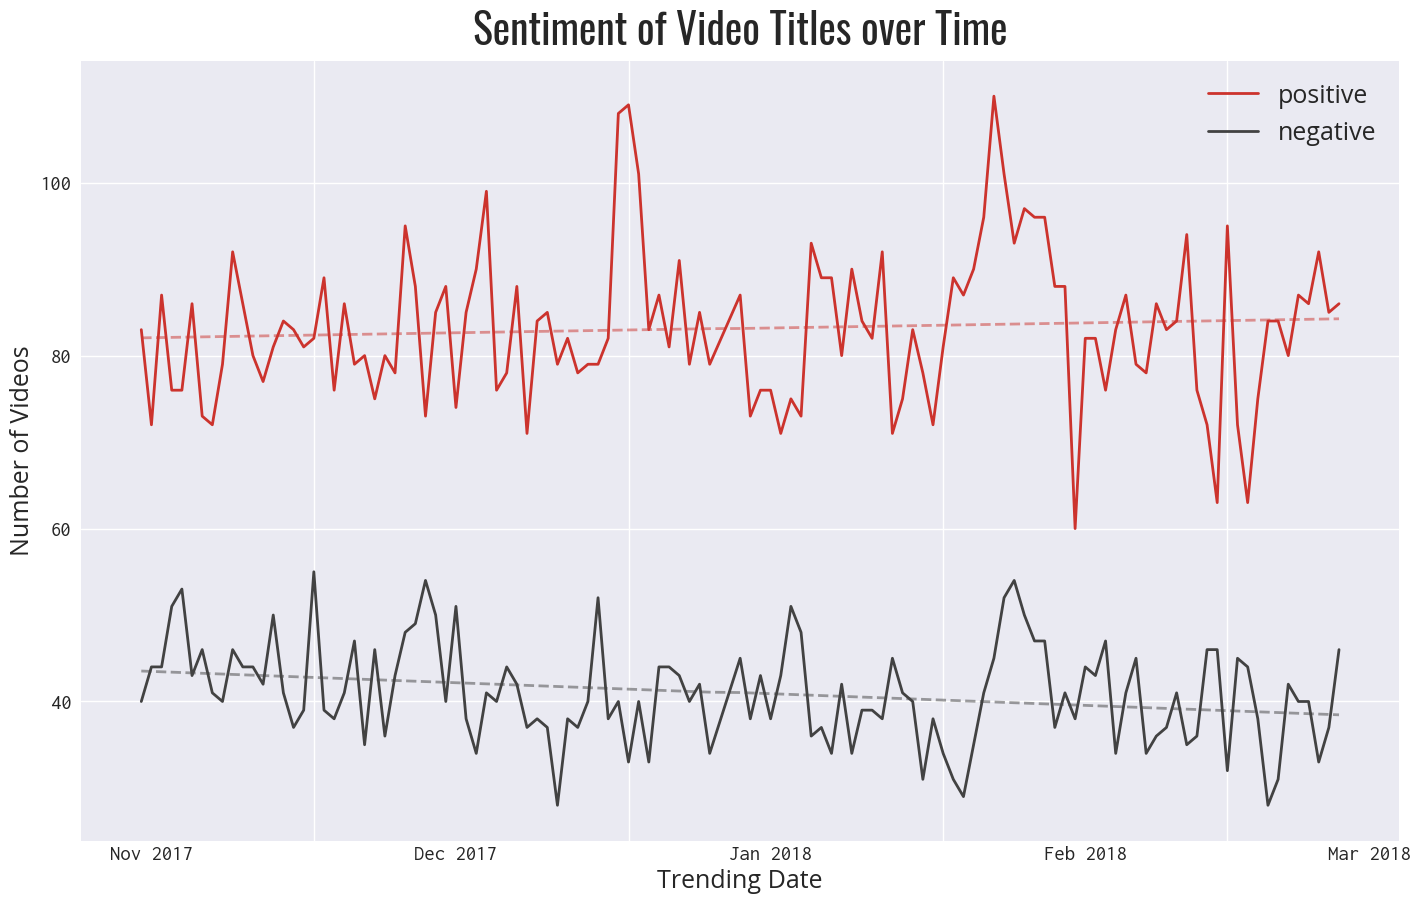 Sentiment of Video Titles over Time
positive
negative
100
80
60
40
Number of Videos
Nov 2017 Dec 2017 Jan 2018 Feb 2018 Mar 2018
Trending Date